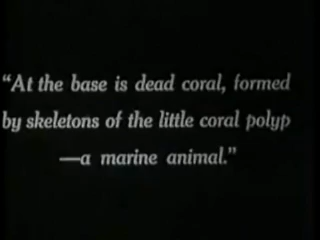 "At the base is dead coral, formed
by skeletons of the little coral polyp
—a marine animal."